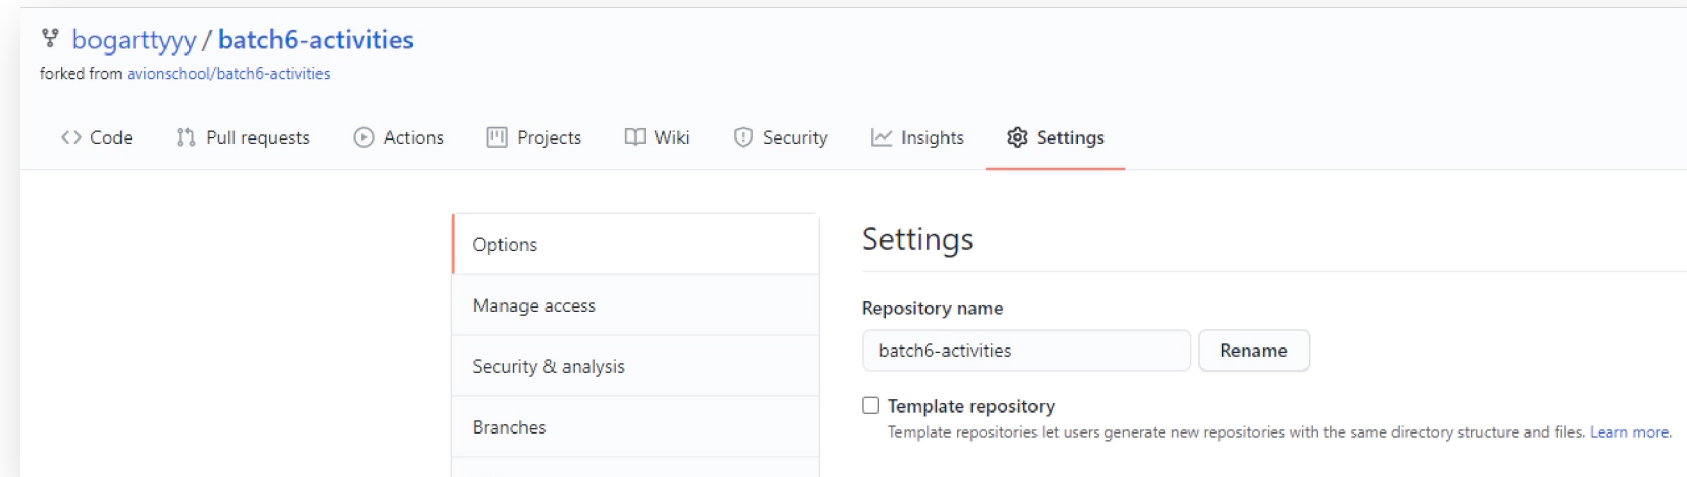 bogarttyyy / batch6-activities
forked from avionschool/batch6-activities
Code Pull requests Actions Projects Wiki Security Insights Settings
Options
Manage access
Security & analysis
Branches
Settings
Repository name
batch6-activities Rename
Template repository
Template repositories let users generate new repositories with the same directory structure and files. Learn more.